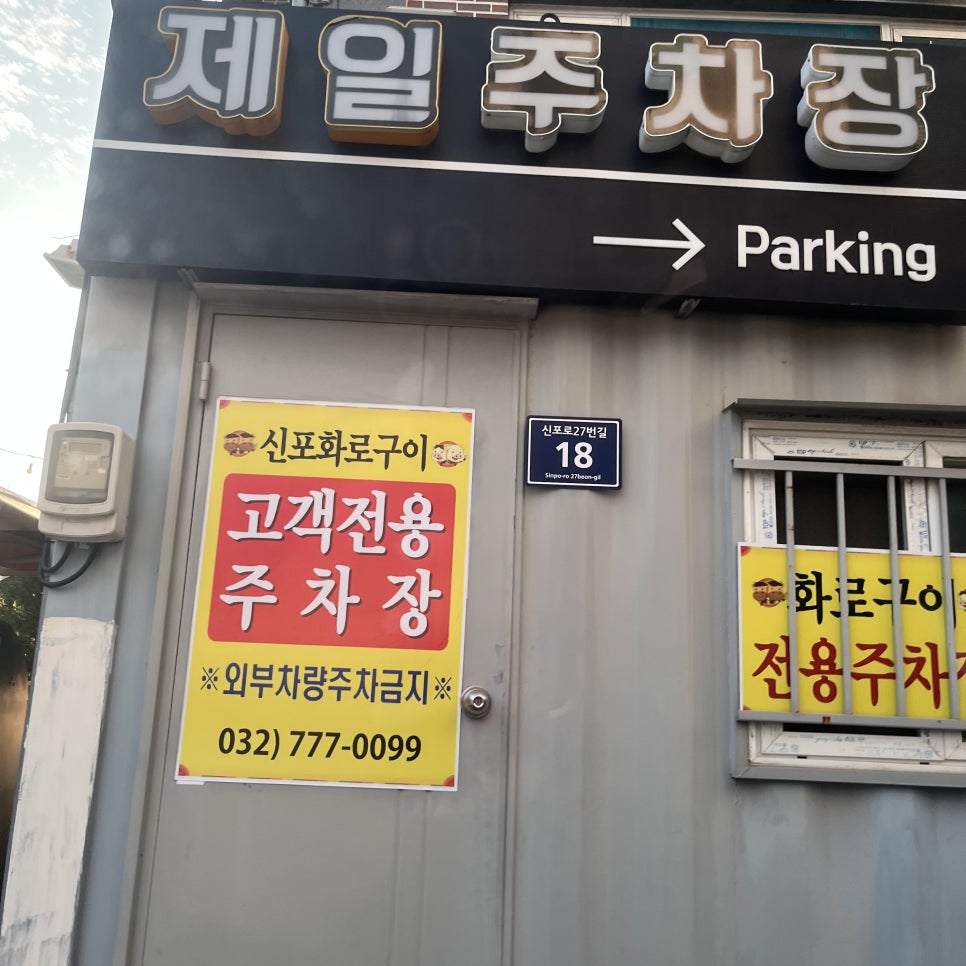 제일주차장
→ Parking
신포화로구이
고객전용
주차장
※외부차량주차금지※
032) 777-0099
신포로27번길
18
Sinpo-ro 27beon-gil
화로구이
전용주차